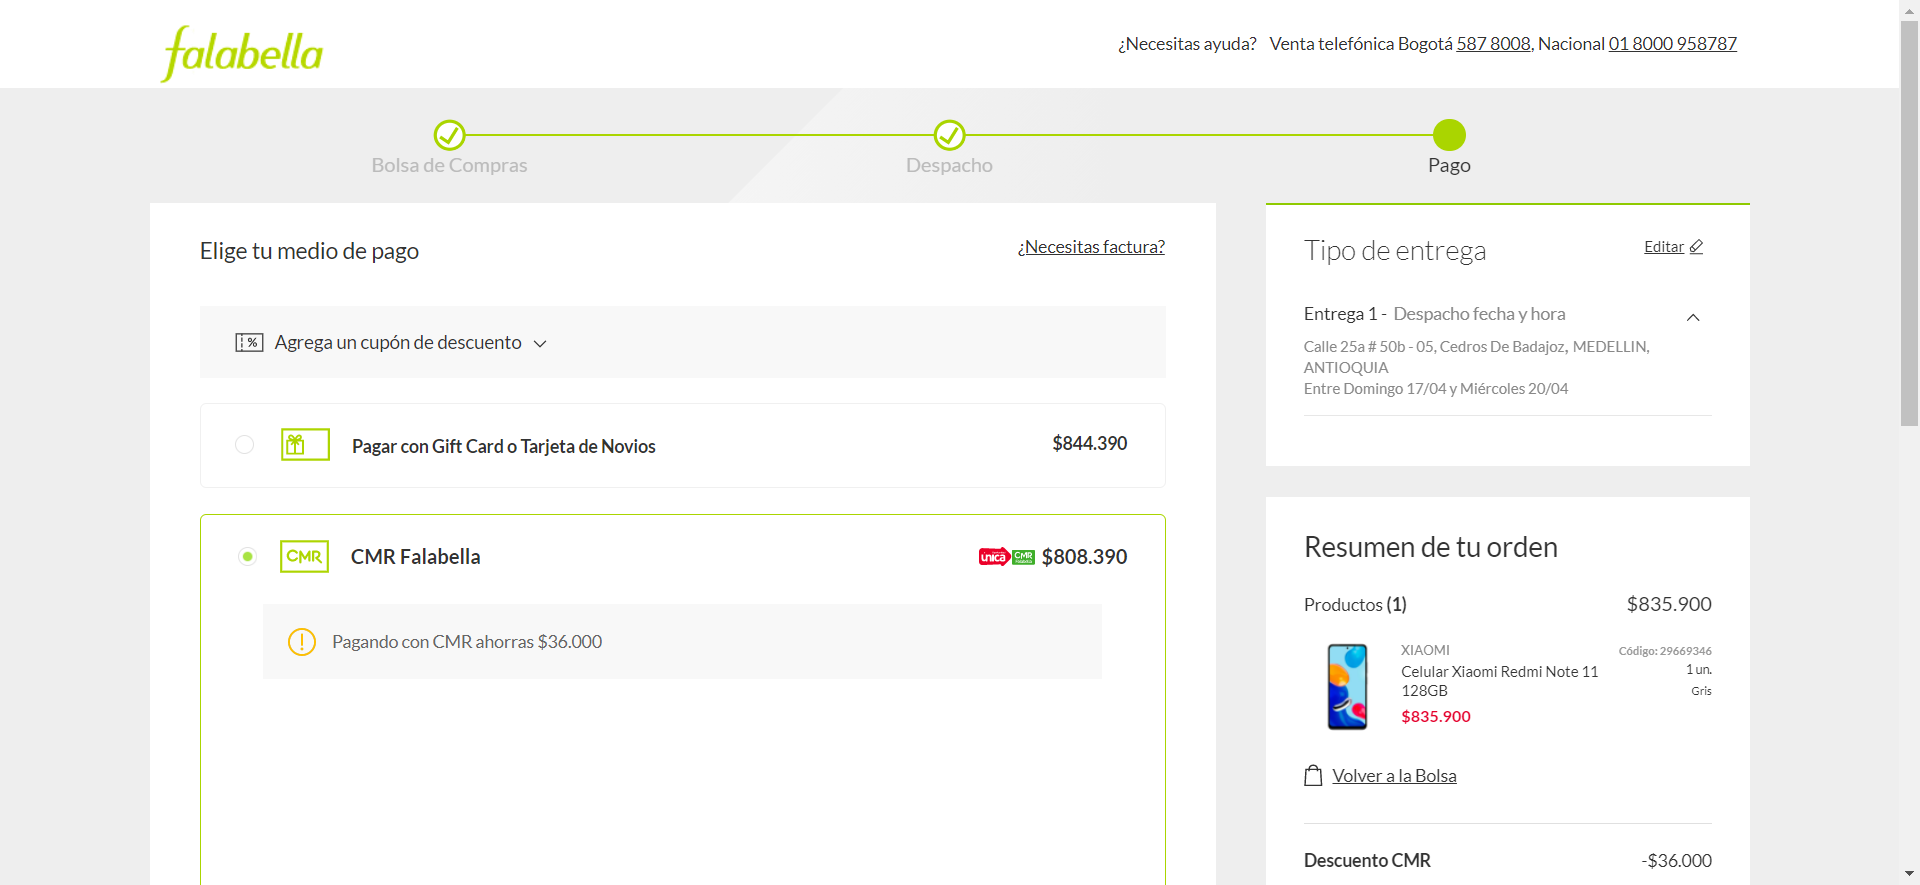 falabella
¿Necesitas ayuda? Venta telefónica Bogotá 587 8008, Nacional 01 8000 958787
Bolsa de Compras
Despacho
Pago
Elige tu medio de pago
¿Necesitas factura?
% Agrega un cupón de descuento
Pagar con Gift Card o Tarjeta de Novios
$844.390
CMR CMR Falabella
única CMR $808.390
Pagando con CMR ahorras $36.000
Tipo de entrega
Editar
Entrega 1 - Despacho fecha y hora
Calle 25a # 50b - 05, Cedros De Badajoz, MEDELLIN,
ANTIOQUIA
Entre Domingo 17/04 y Miércoles 20/04
Resumen de tu orden
Productos (1)
$835.900
XIAOMI
Código: 29669346
Celular Xiaomi Redmi Note 11
1 un.
128GB
Gris
$835.900
Volver a la Bolsa
Descuento CMR
-$36.000